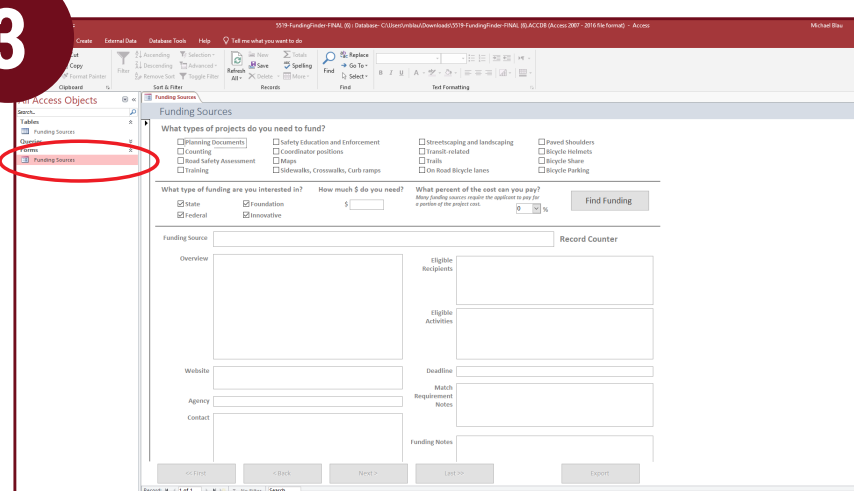 3
5519-FundingFinder-FINAL (6) : Database- C:\Users\mblau\Downloads\5519-FundingFinder-FINAL (6).ACCDB (Access 2007 - 2016 file format) - Access
Michael Blau
Create External Data Database Tools Help Tell me what you want to do
Cut
Copy
Format Painter
Clipboard
Filter
Ascending
Descending
Remove Sort
Selection
Advanced
Toggle Filter
Sort & Filter
Refresh All
New
Save
Delete
Totals
Spelling
More
Records
Find
Replace
Go To
Select
Find
B I U
Text Formatting
All Access Objects
Search..
Tables
Funding Sources
Queries
Forms
Funding Sources
Funding Sources
Funding Sources
What types of projects do you need to fund?
Planning Documents
Counting
Road Safety Assessment
Training
Safety Education and Enforcement
Coordinator positions
Maps
Sidewalks, Crosswalks, Curb ramps
Streetscaping and landscaping
Transit-related
Trails
On Road Bicycle lanes
Paved Shoulders
Bicycle Helmets
Bicycle Share
Bicycle Parking
What type of funding are you interested in?
State
Federal
Foundation
Innovative
How much $ do you need?
$
What percent of the cost can you pay?
Many funding sources require the applicant to pay for
a portion of the project cost.
0 %
Find Funding
Funding Source
Record Counter
Overview
Eligible
Recipients
Eligible
Activities
Website
Deadline
Agency
Match
Requirement
Notes
Contact
Funding Notes
<< First
< Back
Next >
Last >>
Export
Record: 1 of 1 No Filter Search